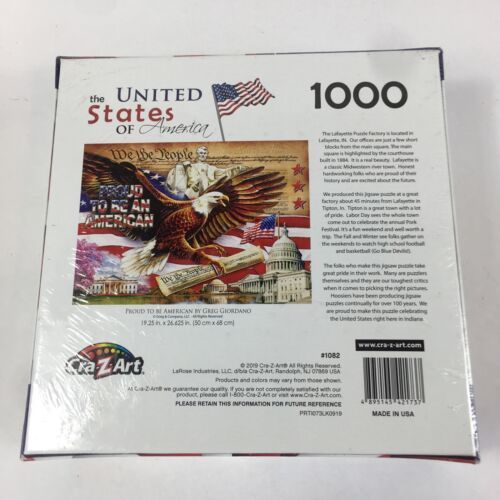 the UNITED
States
OF America
1000
We the People
PROUD
TO BE AN
AMERICAN
We the People
PROUD TO BE AMERICAN BY GREG GIORDANO
19.25 in. x 26.625 in. (50 cm x 68 cm)
The Lafayette Puzzle Factory is located in
Lafayette, IN. Our offices are just a few short
blocks from the main square. The main
square is highlighted by the courthouse
built in 1884. It is a real beauty. Lafayette is
a classic Midwestern river town. Honest
hardworking folks who are proud of their
history and are excited about the future.
We produced this jigsaw puzzle at a great
factory about 45 minutes from Lafayette in
Tipton, In. Tipton is a great town with a lot
of pride. Labor Day sees the whole town
come out to celebrate the annual Pork
Festival. It's a fun weekend and well worth a
trip. The Fall and Winter see folks gather on
the weekends to watch high school football
and basketball (Go Blue Devils!).
The folks who make this jigsaw puzzle take
great pride in their work. Many are puzzlers
themselves and they are our toughest critics
when it comes to picking the right pictures.
Hoosiers have been producing jigsaw
puzzles continually for over 100 years. We
are proud to make this puzzle celebrating
the United States right here in Indiana.
Cra-Z-Art
#1082
© 2019 Cra-Z-Art® All Rights Reserved.
LaRose Industries, LLC. d/b/a Cra-Z-Art, Randolph, NJ 07869 USA
Products and colors may vary from those shown.
At Cra-Z-Art® we guarantee our quality. If you are not completely satisfied with our
product, please call 1-800-Cra-Z-Art. We want you to be happy!
PLEASE RETAIN THIS INFORMATION FOR FUTURE REFERENCE
PRTI073LK0919
www.cra-z-art.com
4 895145 421737
MADE IN USA